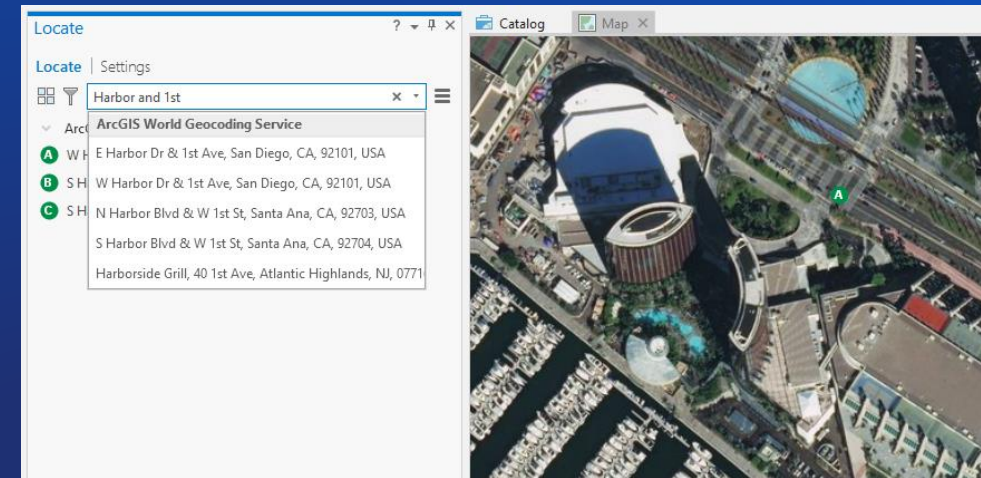 Locate
Catalog
Map
Locate | Settings
Harbor and 1st
ArcGIS World Geocoding Service
E Harbor Dr & 1st Ave, San Diego, CA, 92101, USA
W Harbor Dr & 1st Ave, San Diego, CA, 92101, USA
N Harbor Blvd & W 1st St, Santa Ana, CA, 92703, USA
S Harbor Blvd & W 1st St, Santa Ana, CA, 92704, USA
Harborside Grill, 40 1st Ave, Atlantic Highlands, NJ, 0771
A W H
B S H
C S H
A